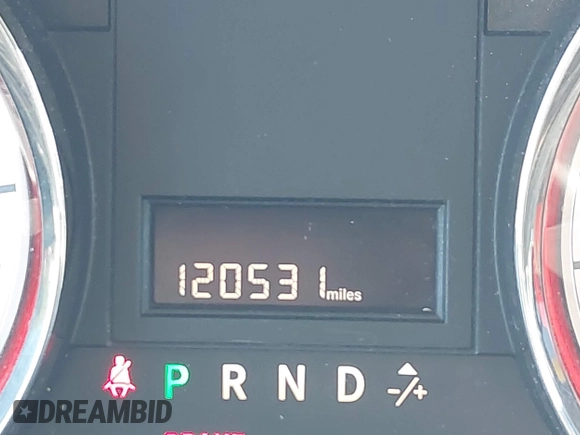 120531 miles
P R N D -/+
DREAMBID